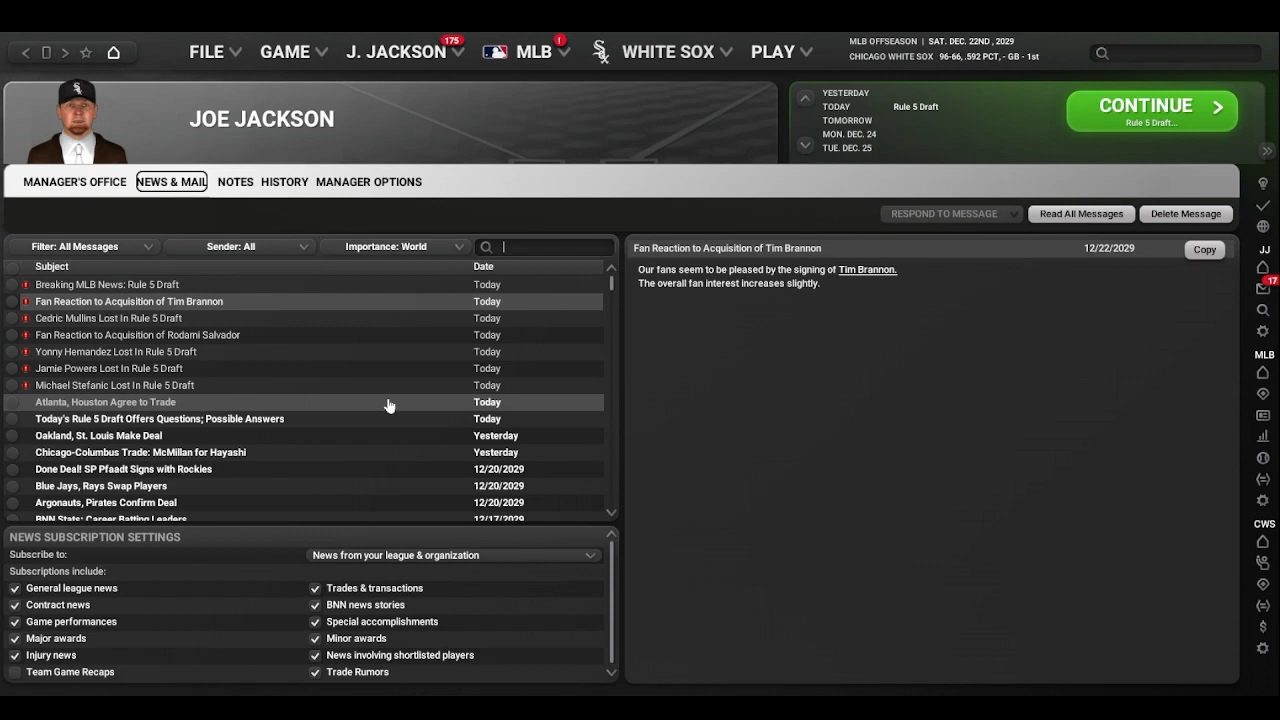 FILE GAME J. JACKSON 175 MLB ! WHITE SOX PLAY
MLB OFFSEASON | SAT. DEC. 22ND , 2029
CHICAGO WHITE SOX 96-66, .592 PCT, - GB - 1st
JOE JACKSON
YESTERDAY
TODAY Rule 5 Draft
TOMORROW
MON. DEC. 24
TUE. DEC. 25
CONTINUE
Rule 5 Draft...
MANAGER'S OFFICE NEWS & MAIL NOTES HISTORY MANAGER OPTIONS
RESPOND TO MESSAGE Read All Messages Delete Message
Filter: All Messages Sender: All Importance: World
Subject Date
Breaking MLB News: Rule 5 Draft Today
Fan Reaction to Acquisition of Tim Brannon Today
Cedric Mullins Lost In Rule 5 Draft Today
Fan Reaction to Acquisition of Rodami Salvador Today
Yonny Hernandez Lost In Rule 5 Draft Today
Jamie Powers Lost In Rule 5 Draft Today
Michael Stefanic Lost In Rule 5 Draft Today
Atlanta, Houston Agree to Trade Today
Today's Rule 5 Draft Offers Questions; Possible Answers Today
Oakland, St. Louis Make Deal Yesterday
Chicago-Columbus Trade: McMillan for Hayashi Yesterday
Done Deal! SP Pfaadt Signs with Rockies 12/20/2029
Blue Jays, Rays Swap Players 12/20/2029
Argonauts, Pirates Confirm Deal 12/20/2029
BNN Stats: Career Batting Leaders 12/17/2029
Fan Reaction to Acquisition of Tim Brannon 12/22/2029 Copy
Our fans seem to be pleased by the signing of Tim Brannon.
The overall fan interest increases slightly.
NEWS SUBSCRIPTION SETTINGS
Subscribe to: News from your league & organization
Subscriptions include:
General league news Trades & transactions
Contract news BNN news stories
Game performances Special accomplishments
Major awards Minor awards
Injury news News involving shortlisted players
Team Game Recaps Trade Rumors
JJ
17
MLB
CWS